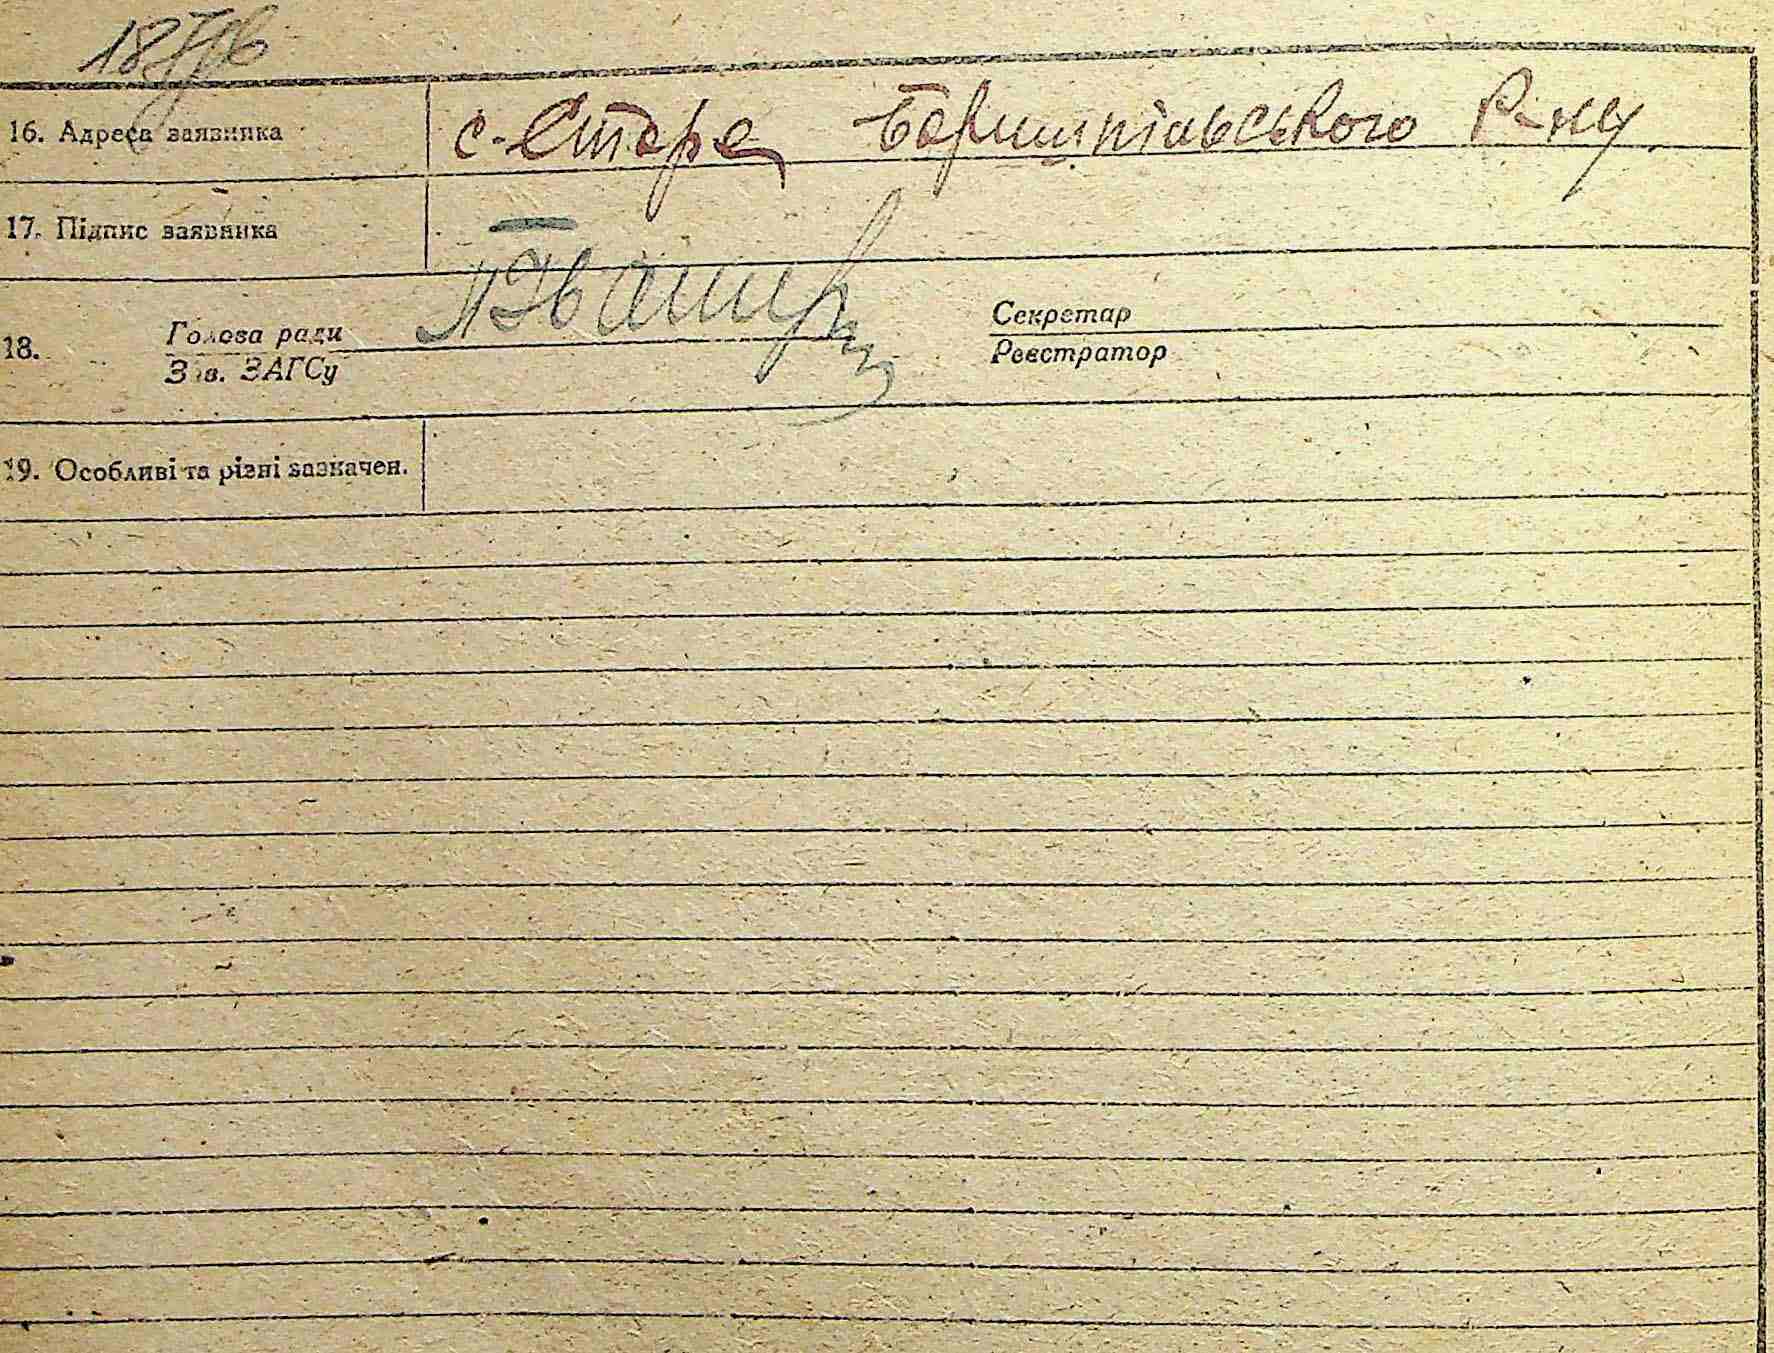 16. Адреса заявника с. Старе Бориспільського р-ну
17. Підпис заявника
18. Голова ради Секретар
Зав. ЗАГСу Реєстратор
19. Особливі та різні зазначен.